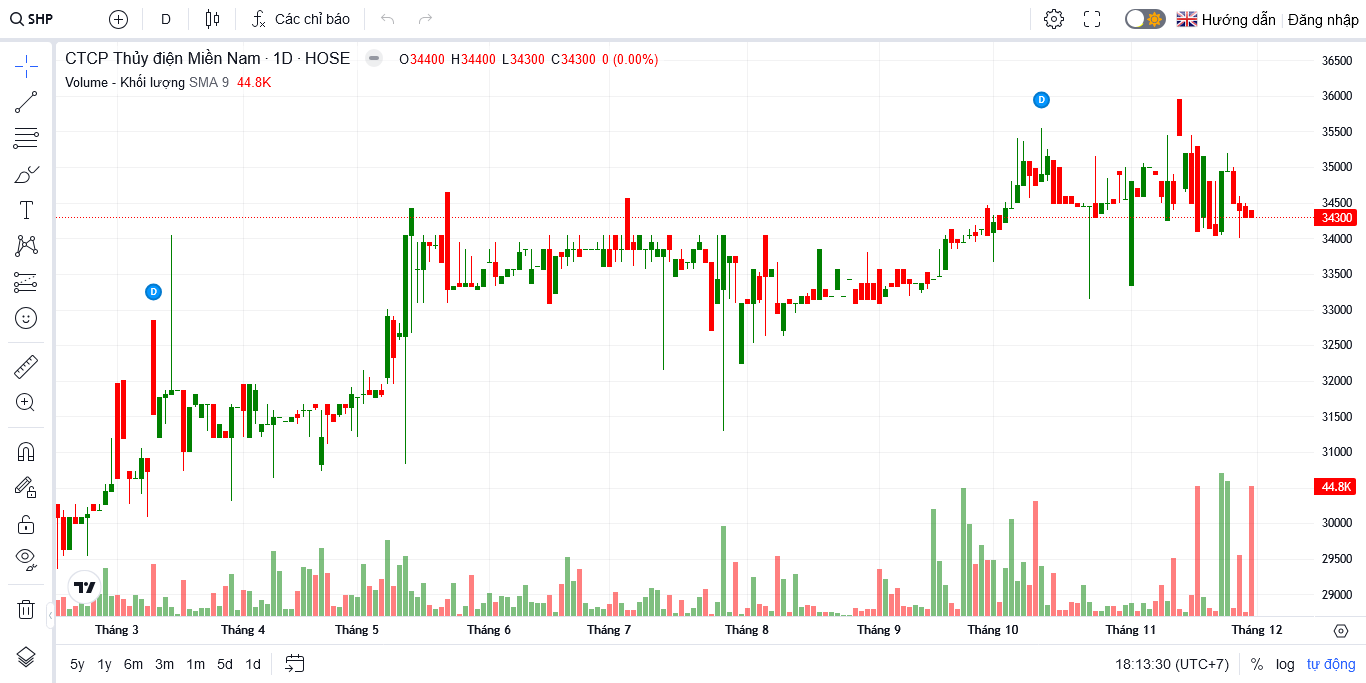 SHP D Các chỉ báo Hướng dẫn Đăng nhập
CTCP Thủy điện Miền Nam · 1D · HOSE O34400 H34400 L34300 C34300 0 (0.00%)
Volume - Khối lượng SMA 9 44.8K
36500
36000
D
35500
35000
34500
34300
34000
33500
D
33000
32500
32000
31500
31000
44.8K
30000
29500
29000
Tháng 3 Tháng 4 Tháng 5 Tháng 6 Tháng 7 Tháng 8 Tháng 9 Tháng 10 Tháng 11 Tháng 12
5y 1y 6m 3m 1m 5d 1d 18:13:30 (UTC+7) % log tự động